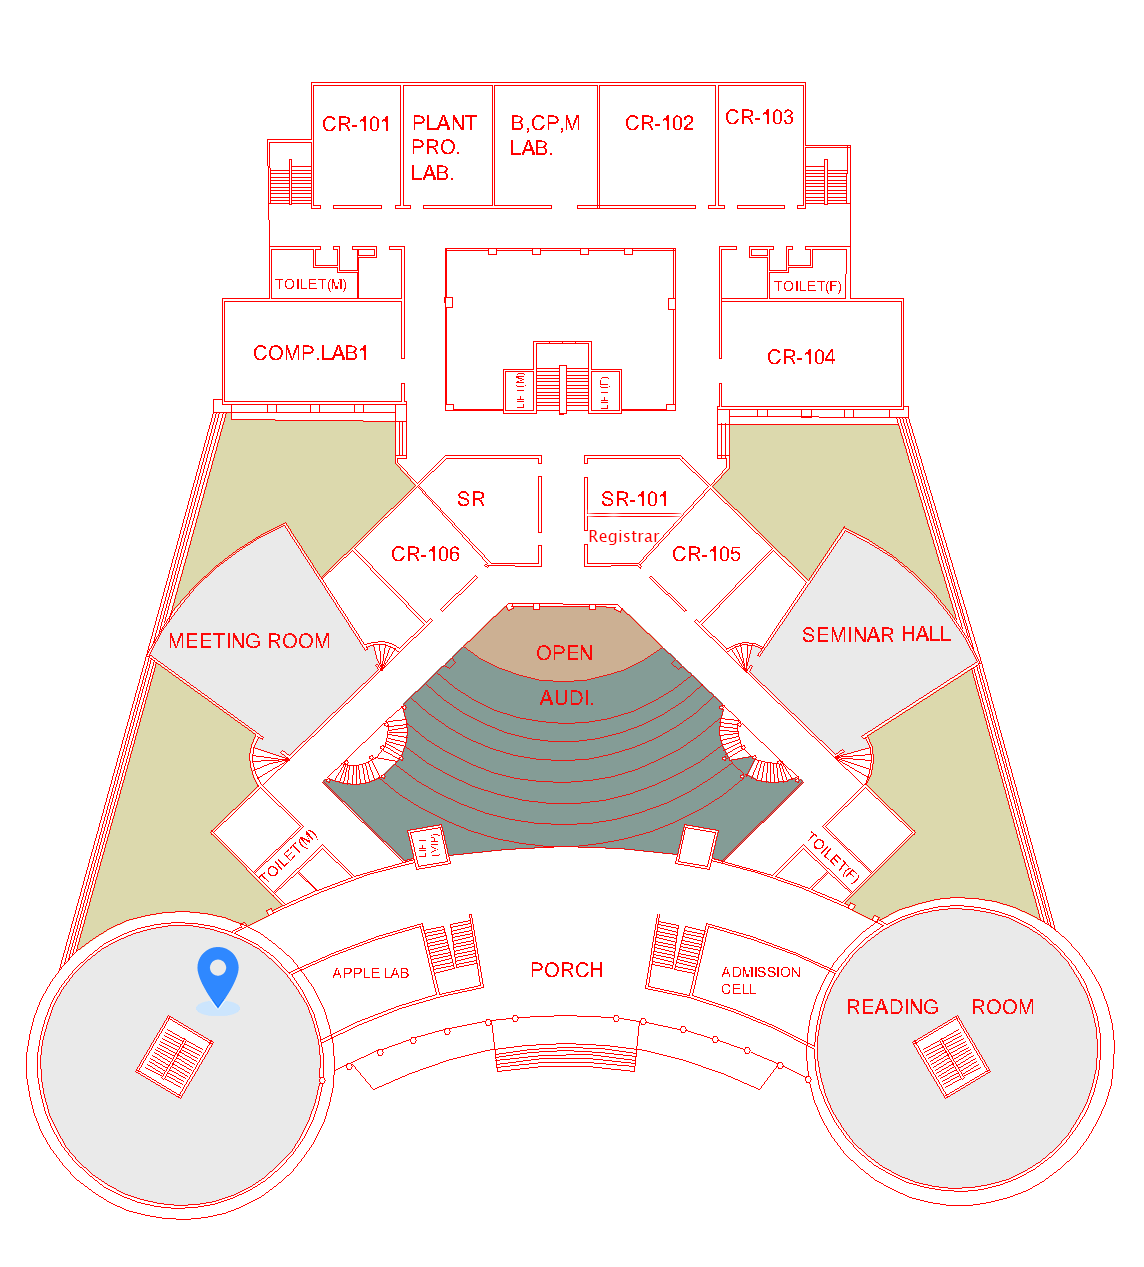 CR-101
PLANT
PRO.
LAB.
B,CP,M
LAB.
CR-102
CR-103
TOILET(M)
TOILET(F)
COMP.LAB1
CR-104
LIFT(M)
LIFT(F)
SR
SR-101
Registrar
CR-106
CR-105
MEETING ROOM
SEMINAR HALL
OPEN
AUDI.
LIFT
(VIP)
TOILET(M)
TOILET(F)
APPLE LAB
PORCH
ADMISSION
CELL
READING ROOM